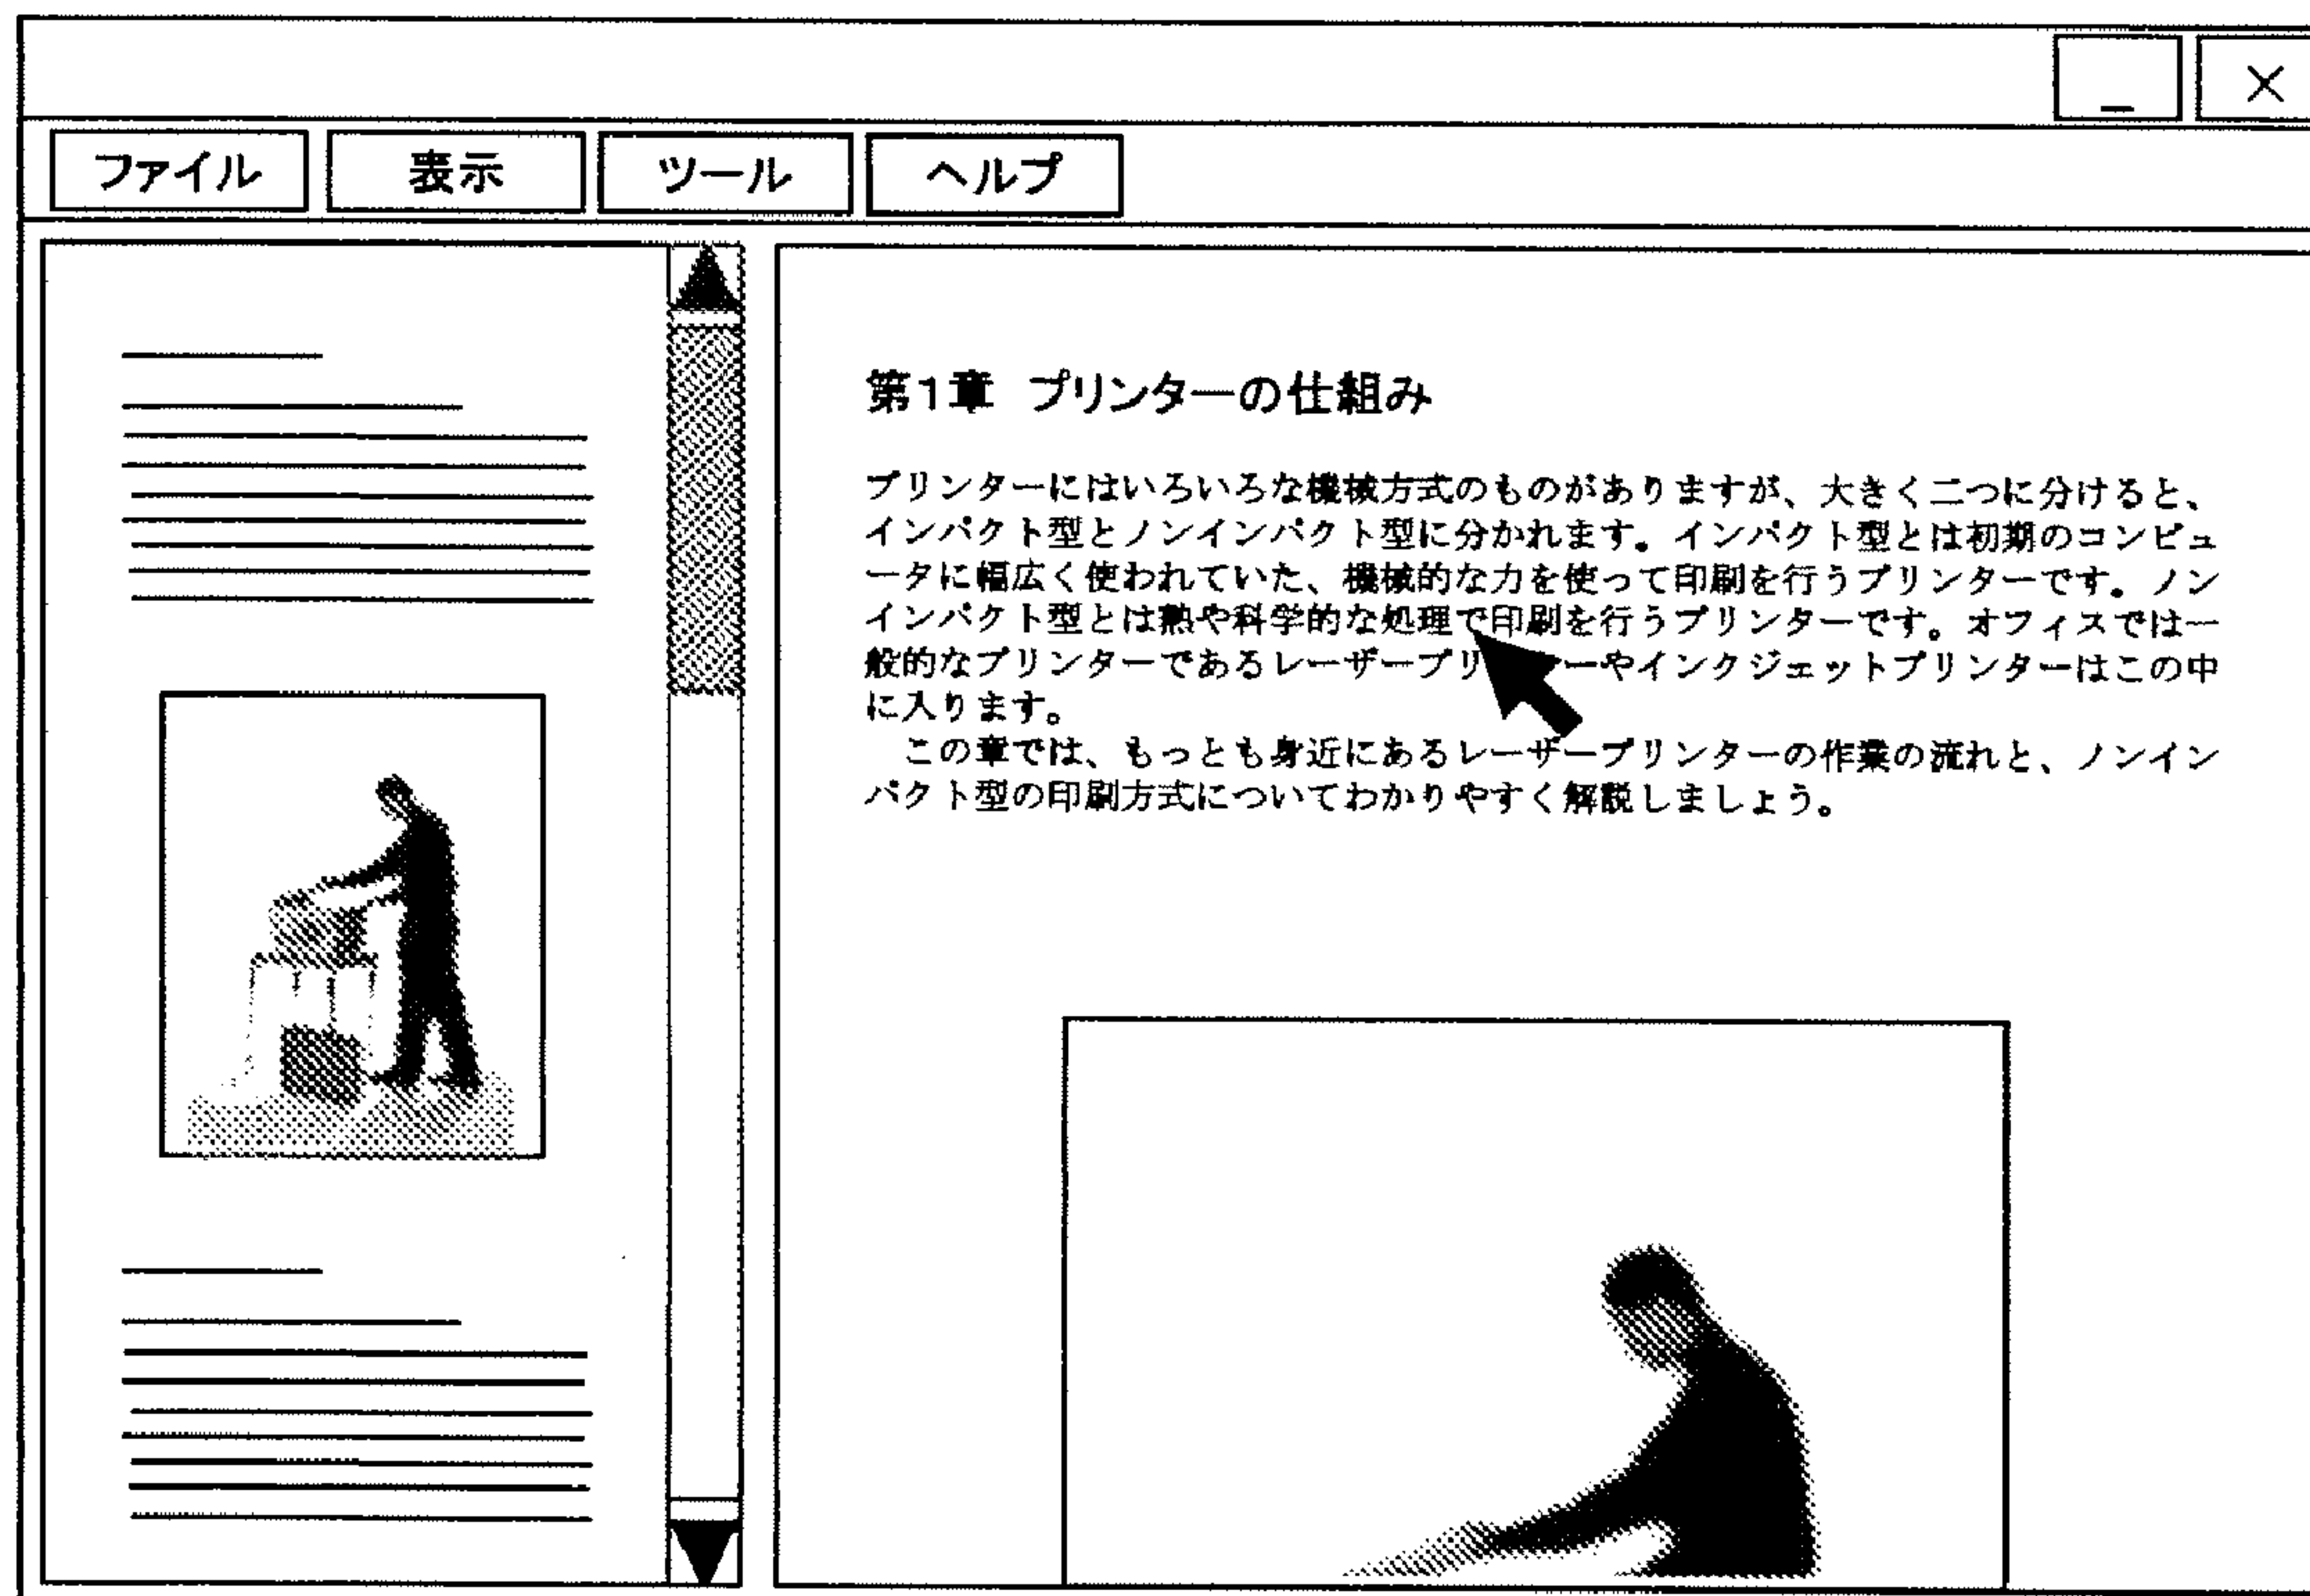 ファイル 表示 ツール ヘルプ
第1章 プリンターの仕組み
プリンターにはいろいろな機械方式のものがありますが、大きく二つに分けると、
インパクト型とノンインパクト型に分かれます。インパクト型とは初期のコンピュ
ータに幅広く使われていた、機械的な力を使って印刷を行うプリンターです。ノン
インパクト型とは熱や科学的な処理で印刷を行うプリンターです。オフィスでは一
般的なプリンターであるレーザープリ ーやインクジェットプリンターはこの中
に入ります。
この章では、もっとも身近にあるレーザープリンターの作業の流れと、ノンイン
パクト型の印刷方式についてわかりやすく解説しましょう。